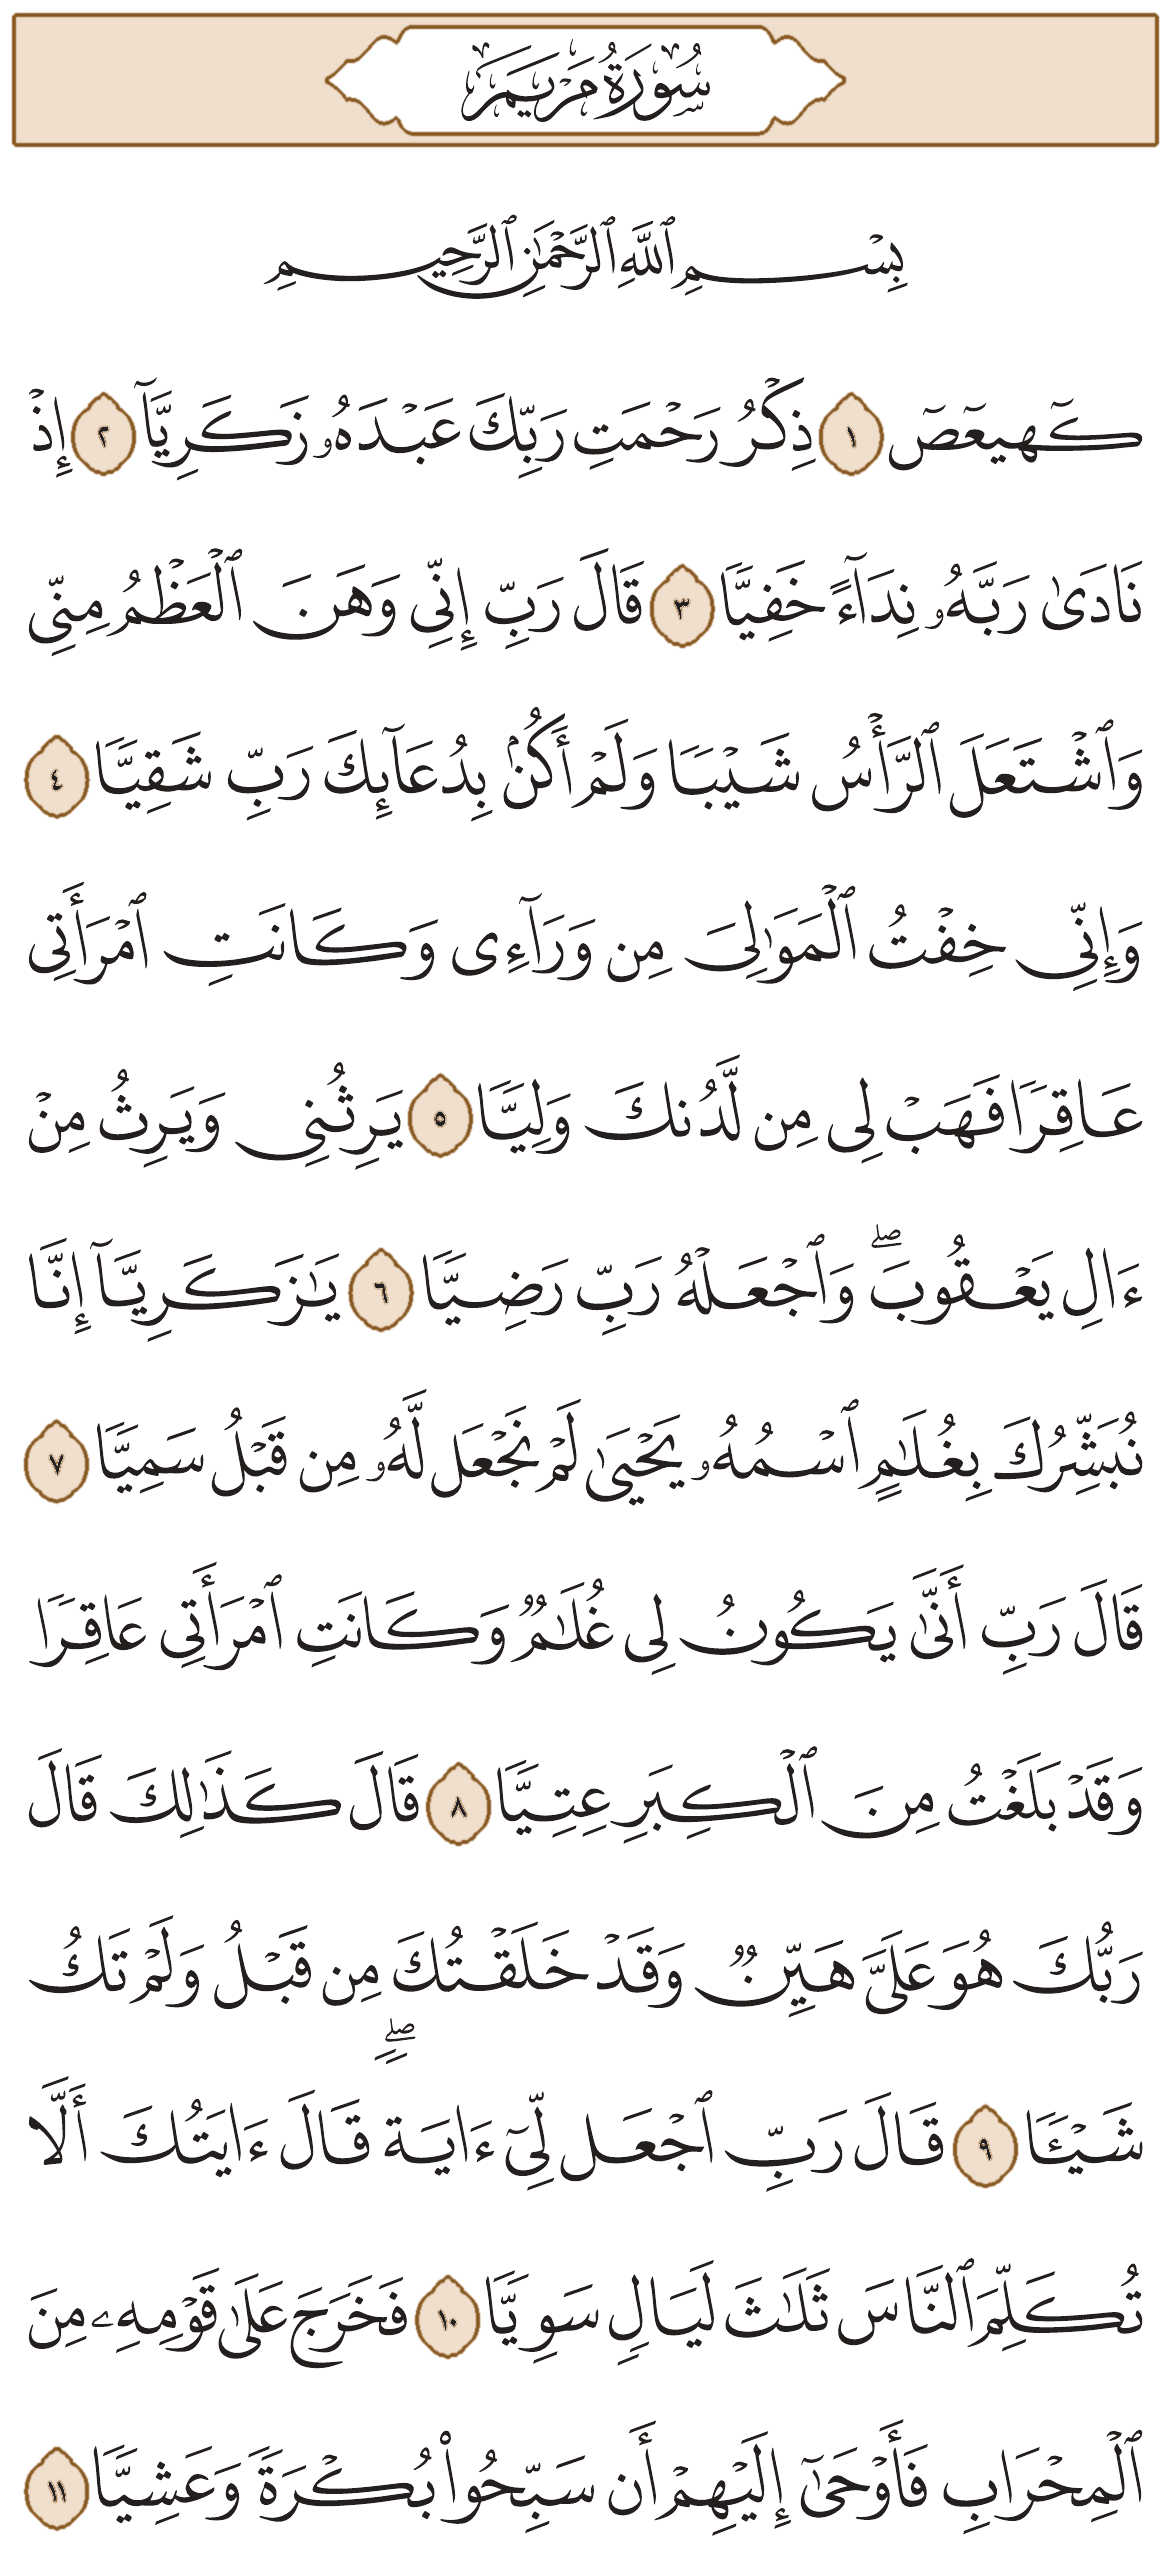 سُورَةُ مَرْيَمَ
بِسْمِ ٱللَّهِ ٱلرَّحْمَٰنِ ٱلرَّحِيمِ
كٓهيعٓصٓ ١ ذِكْرُ رَحْمَتِ رَبِّكَ عَبْدَهُۥ زَكَرِيَّآ ٢ إِذْ
نَادَىٰ رَبَّهُۥ نِدَآءً خَفِيًّا ٣ قَالَ رَبِّ إِنِّى وَهَنَ ٱلْعَظْمُ مِنِّى
وَٱشْتَعَلَ ٱلرَّأْسُ شَيْبًا وَلَمْ أَكُنۢ بِدُعَآئِكَ رَبِّ شَقِيًّا ٤
وَإِنِّى خِفْتُ ٱلْمَوَٰلِىَ مِن وَرَآءِى وَكَانَتِ ٱمْرَأَتِى
عَاقِرًا فَهَبْ لِى مِن لَّدُنكَ وَلِيًّا ٥ يَرِثُنِى وَيَرِثُ مِنْ
ءَالِ يَعْقُوبَ ۖ وَٱجْعَلْهُ رَبِّ رَضِيًّا ٦ يَـٰزَكَرِيَّآ إِنَّا
نُبَشِّرُكَ بِغُلَـٰمٍ ٱسْمُهُۥ يَحْيَىٰ لَمْ نَجْعَل لَّهُۥ مِن قَبْلُ سَمِيًّا ٧
قَالَ رَبِّ أَنَّىٰ يَكُونُ لِى غُلَـٰمٌ وَكَانَتِ ٱمْرَأَتِى عَاقِرًا
وَقَدْ بَلَغْتُ مِنَ ٱلْكِبَرِ عِتِيًّا ٨ قَالَ كَذَٰلِكَ قَالَ
رَبُّكَ هُوَ عَلَىَّ هَيِّنٌ وَقَدْ خَلَقْتُكَ مِن قَبْلُ وَلَمْ تَكُ
شَيْـًٔا ٩ قَالَ رَبِّ ٱجْعَل لِّىٓ ءَايَةً ۖ قَالَ ءَايَتُكَ أَلَّا
تُكَلِّمَ ٱلنَّاسَ ثَلَـٰثَ لَيَالٍ سَوِيًّا ١٠ فَخَرَجَ عَلَىٰ قَوْمِهِۦ مِنَ
ٱلْمِحْرَابِ فَأَوْحَىٰٓ إِلَيْهِمْ أَن سَبِّحُوا۟ بُكْرَةً وَعَشِيًّا ١١